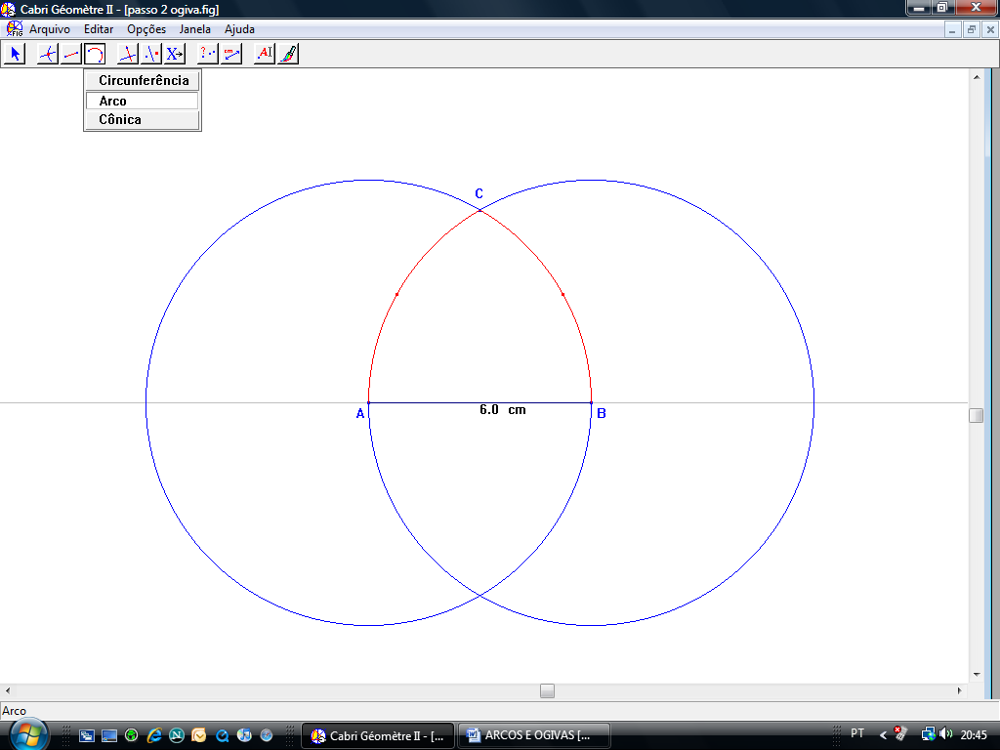 Cabri Géomètre II - [passo 2 ogiva.fig]
Arquivo Editar Opções Janela Ajuda
Circunferência
Arco
Cônica
C
A
6.0 cm
B
Arco
Cabri Géomètre II - [...
ARCOS E OGIVAS [...
PT
20:45